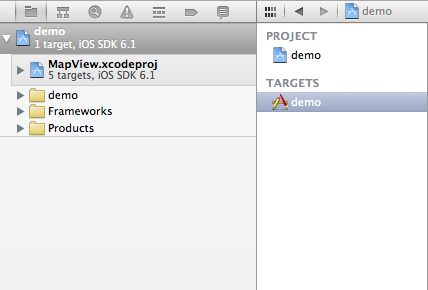 demo
1 target, iOS SDK 6.1
MapView.xcodeproj
5 targets, iOS SDK 6.1
demo
Frameworks
Products
demo
PROJECT
demo
TARGETS
demo